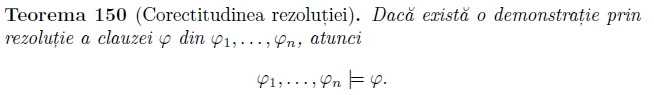 Teorema 150 (Corectitudinea rezoluției). Dacă există o demonstrație prin
rezoluție a clauzei φ din φ₁, . . . , φₙ, atunci
φ₁, . . . , φₙ ⊨ φ.